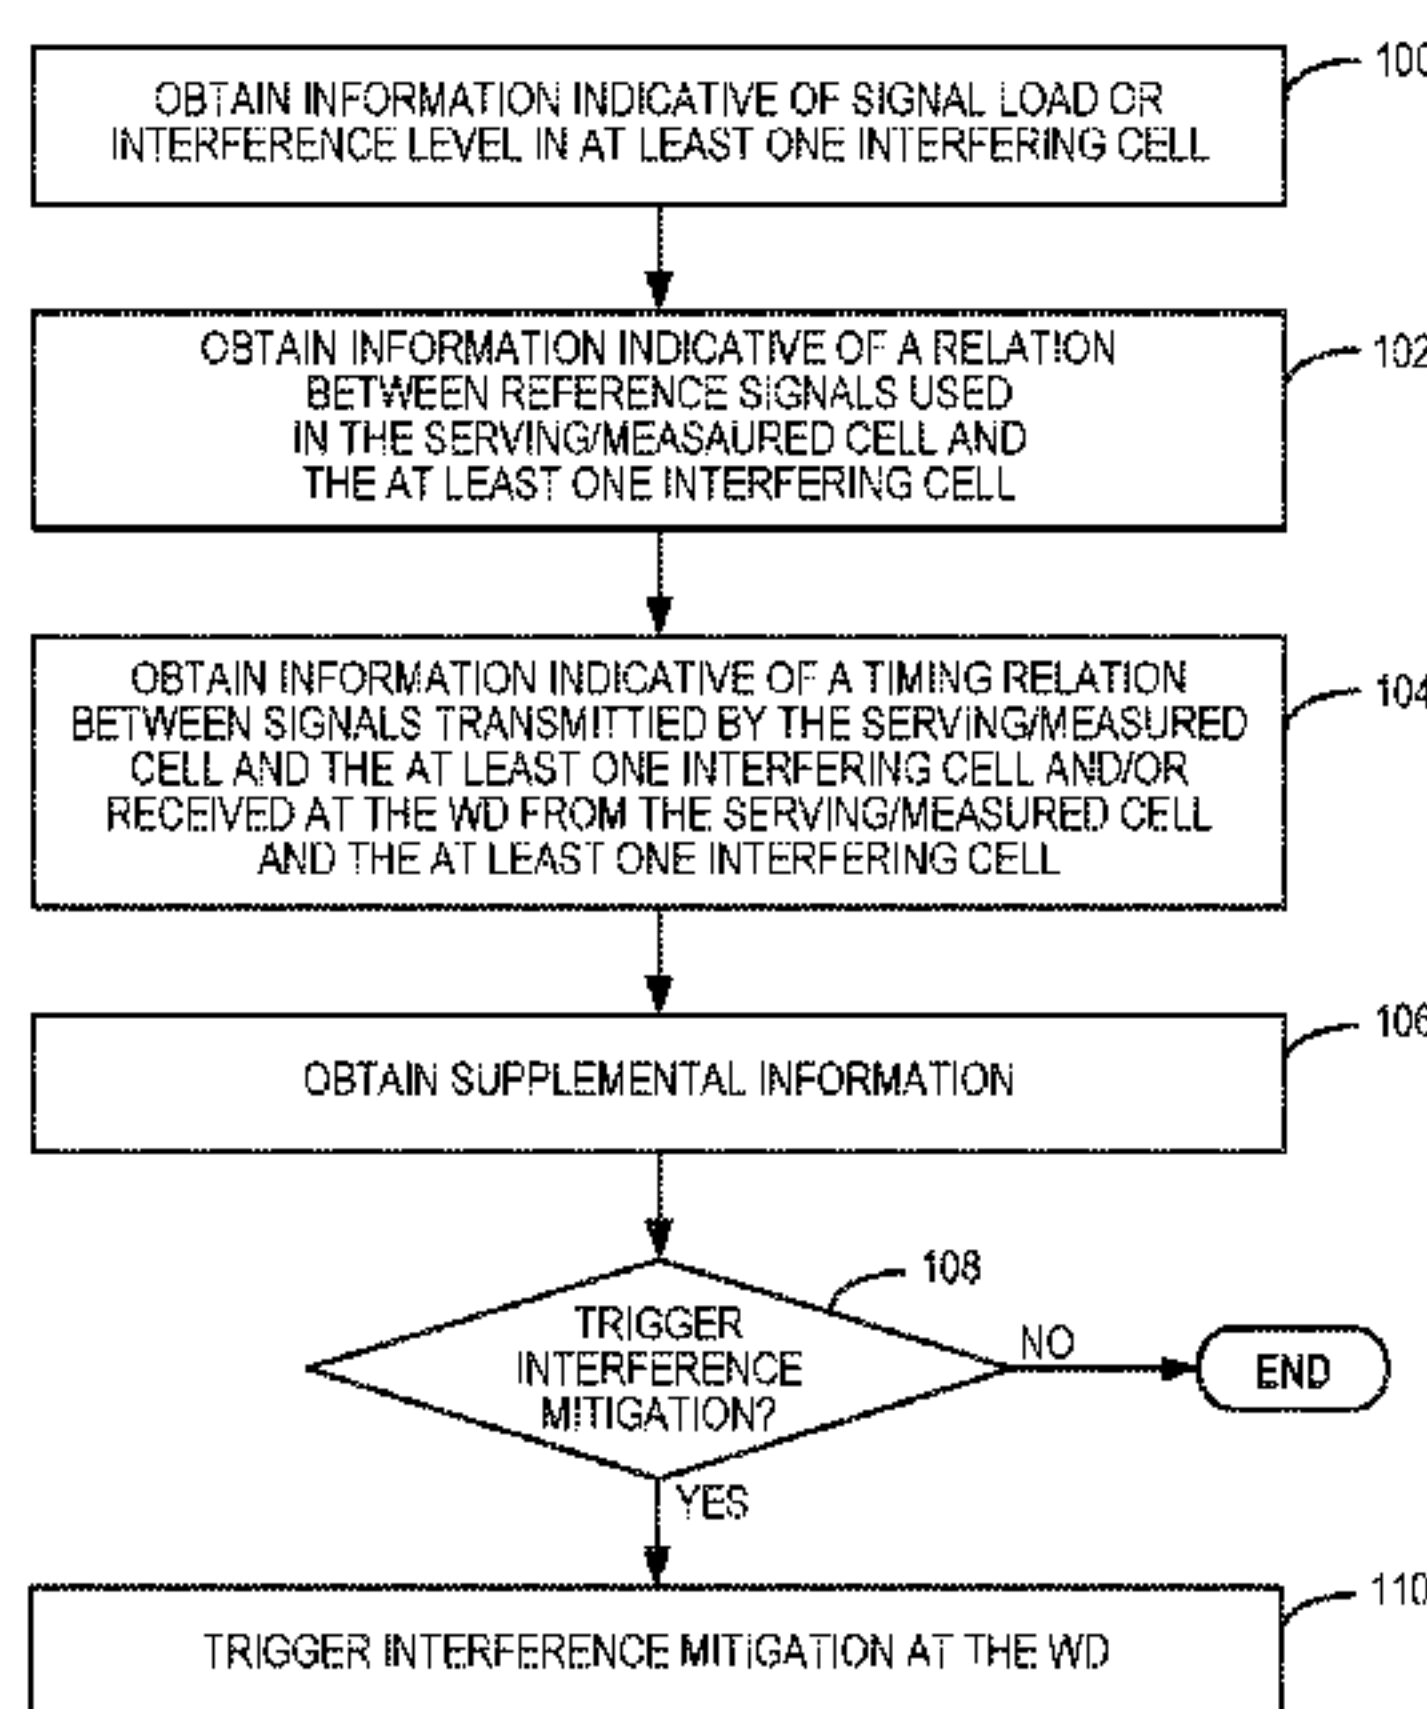 100
OBTAIN INFORMATION INDICATIVE OF SIGNAL LOAD OR
INTERFERENCE LEVEL IN AT LEAST ONE INTERFERING CELL
OBTAIN INFORMATION INDICATIVE OF A RELATION
102
BETWEEN REFERENCE SIGNALS USED
IN THE SERVING/MEASAURED CELL AND
THE AT LEAST ONE INTERFERING CELL
OBTAIN INFORMATION INDICATIVE OF A TIMING RELATION
104
BETWEEN SIGNALS TRANSMITTIED BY THE SERVING/MEASURED
CELL AND THE AT LEAST ONE INTERFERING CELL AND/OR
RECEIVED AT THE WD FROM THE SERVING/MEASURED CELL
AND THE AT LEAST ONE INTERFERING CELL
106
OBTAIN SUPPLEMENTAL INFORMATION
108
TRIGGER
INTERFERENCE
MITIGATION?
NO
END
YES
110
TRIGGER INTERFERENCE MITIGATION AT THE WD